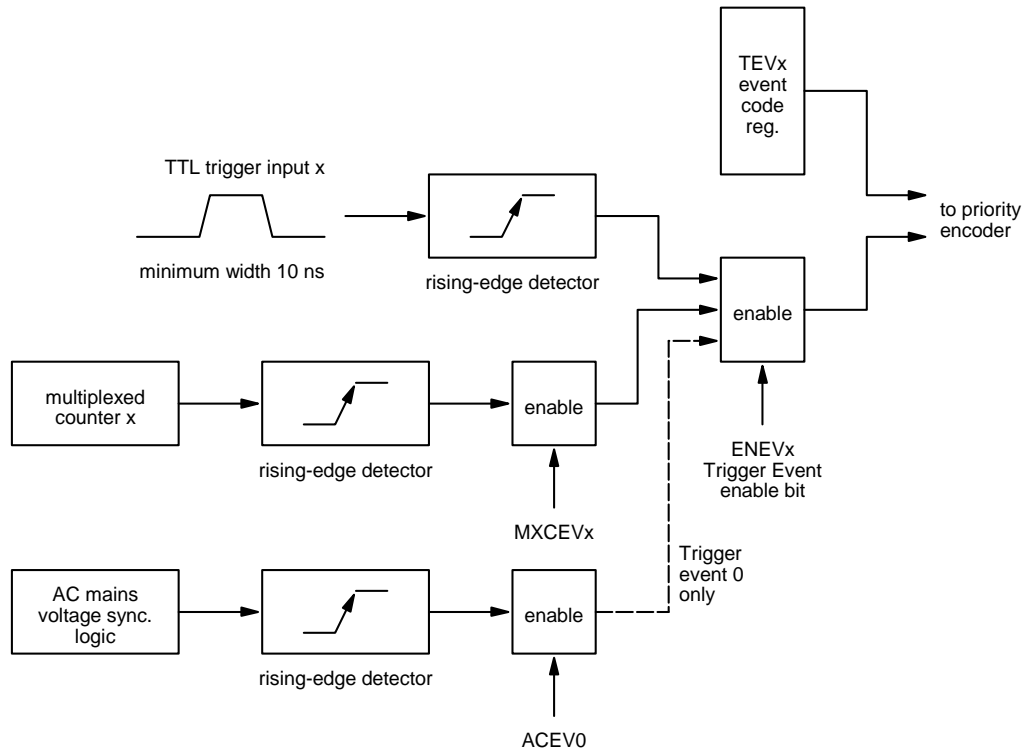 TEVx
event
code
reg.
TTL trigger input x
to priority
encoder
minimum width 10 ns
rising-edge detector
enable
multiplexed
counter x
enable
rising-edge detector
ENEVx
Trigger Event
enable bit
MXCEVx
Trigger
event 0
only
AC mains
voltage sync.
logic
enable
rising-edge detector
ACEV0